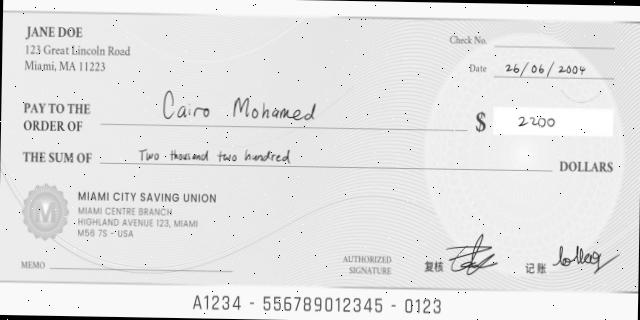 JANE DOE
123 Great Lincoln Road
Miami, MA 11223
Check No.
Date 26/06/2004
PAY TO THE
ORDER OF Cairo Mohamed $ 2200
THE SUM OF Two thousand two hundred DOLLARS
M
MIAMI CITY SAVING UNION
MIAMI CENTRE BRANCH
HIGHLAND AVENUE 123, MIAMI
M56 7S - USA
MEMO
AUTHORIZED
SIGNATURE
复核 记账
A1234 - 556789012345 - 0123